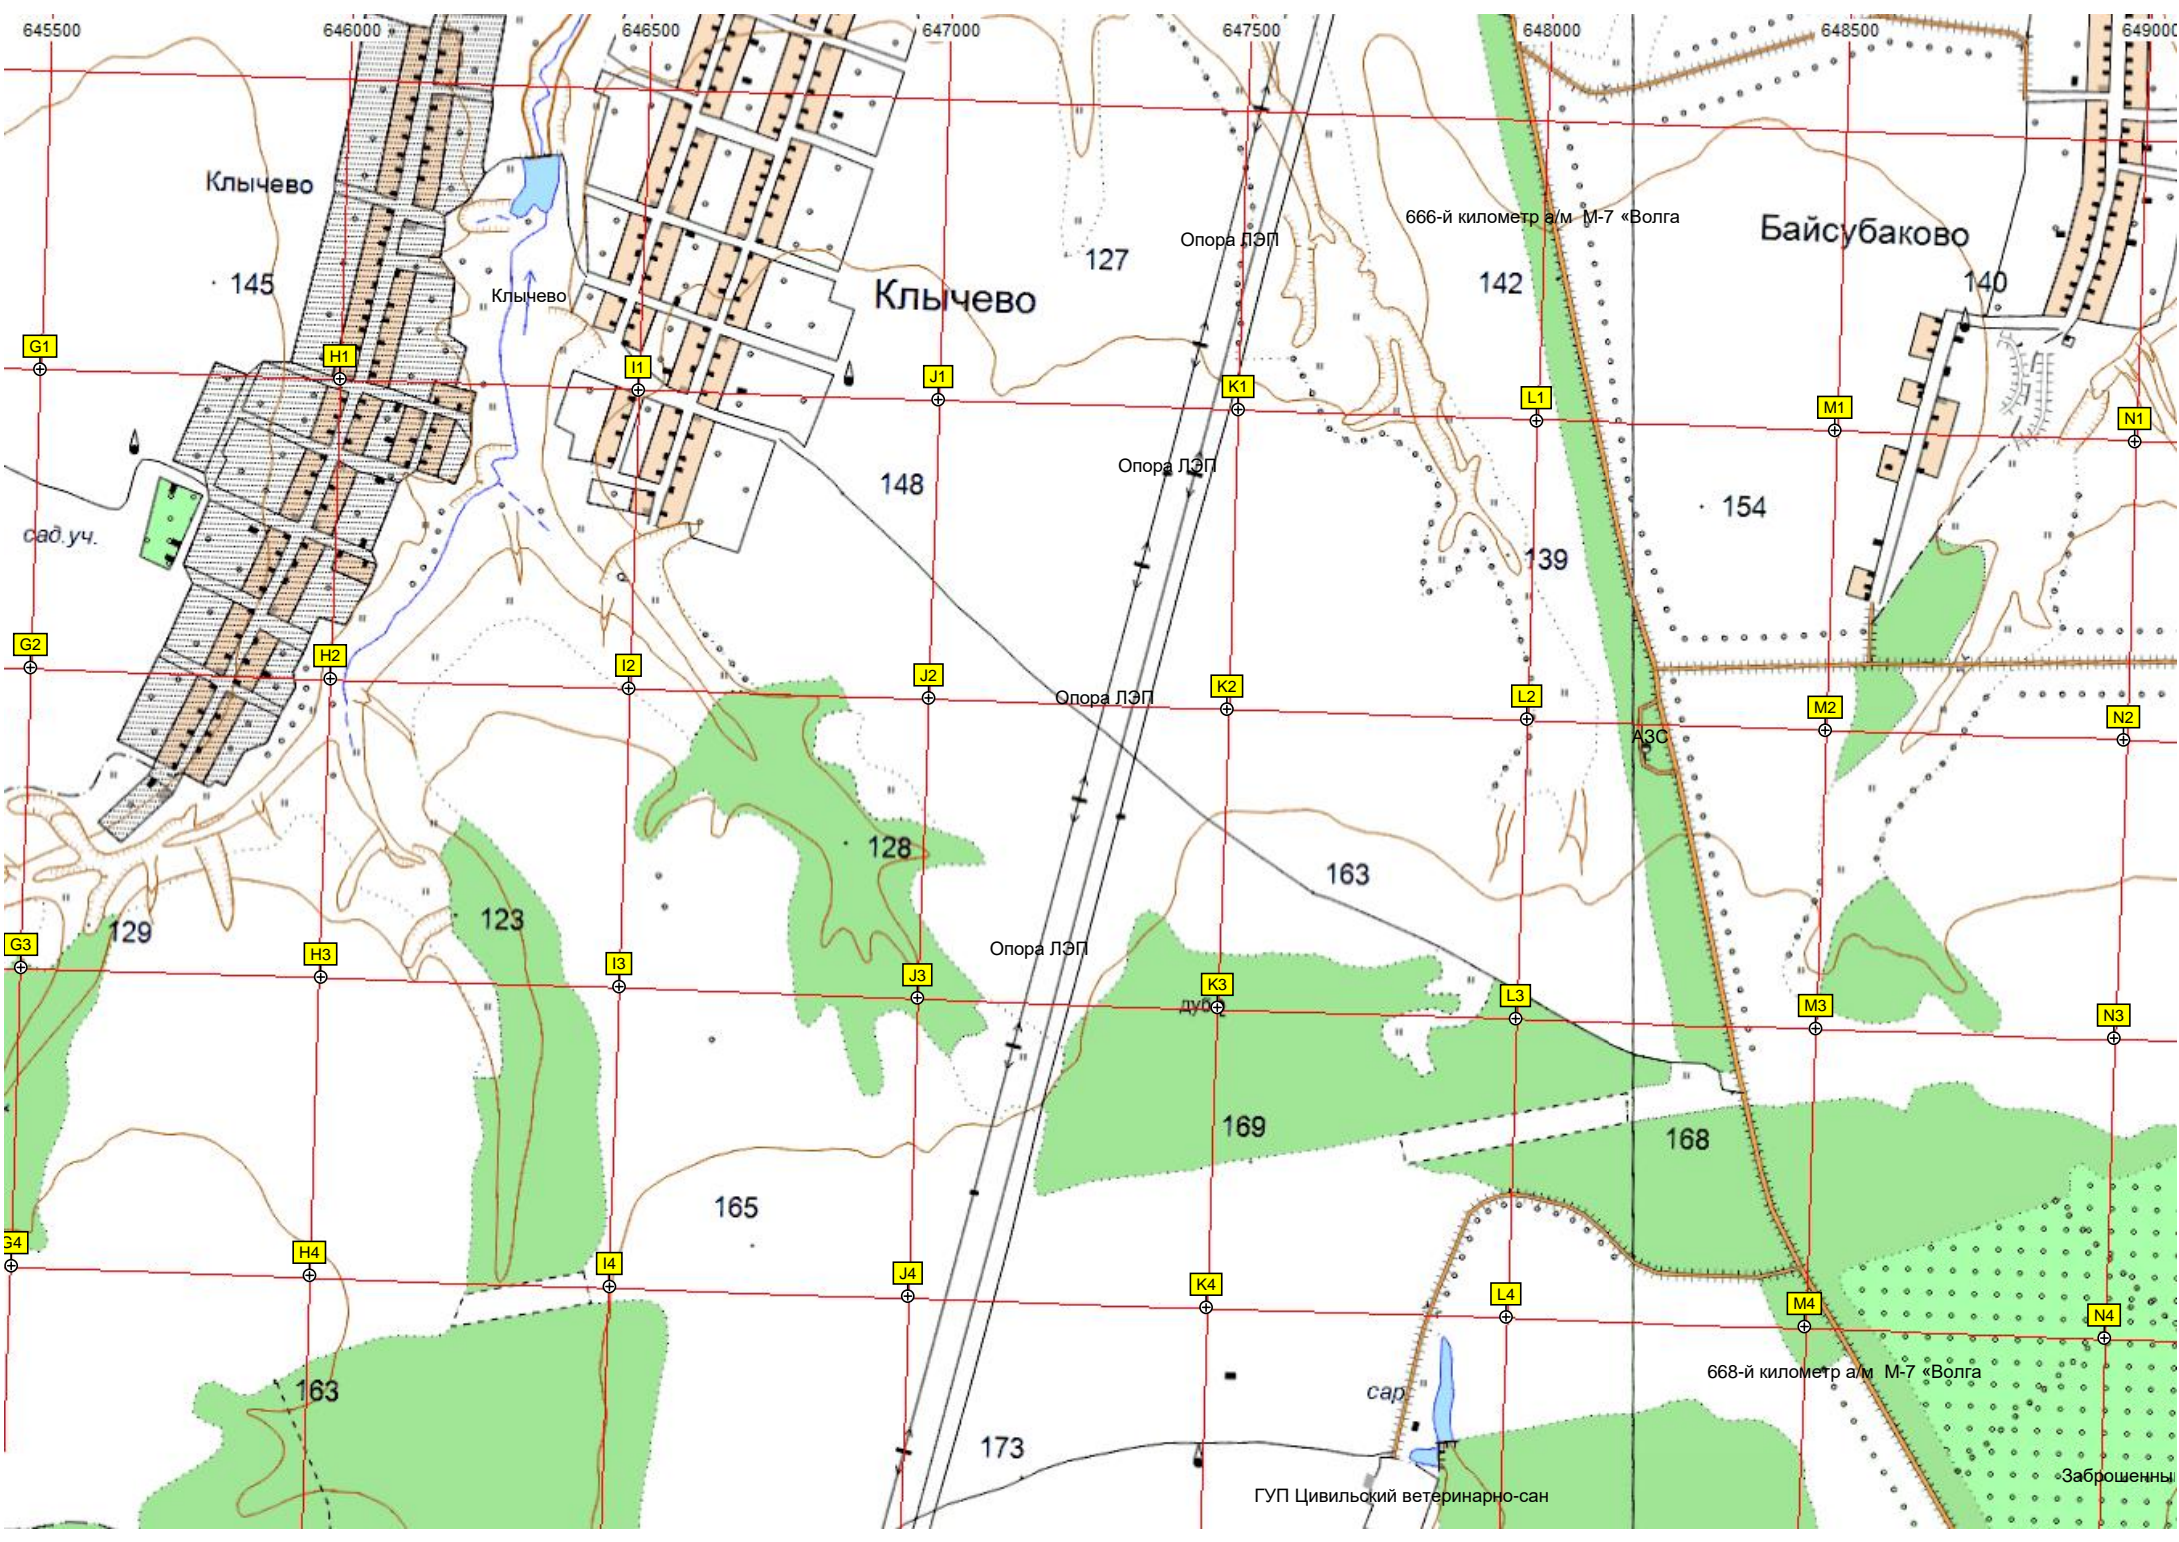 645500 646000 646500 647000 647500 648000 648500 649000
Клычево
666-й километр а/м М-7 «Волга
Байсубаково
Опора ЛЭП
127
145
142
140
Клычево
Клычево
G1
H1
I1
J1
K1
L1
M1
N1
Опора ЛЭП
148
154
сад.уч.
139
G2
H2
I2
J2
K2
L2
M2
N2
Опора ЛЭП
АЗС
128
163
123
129
Опора ЛЭП
G3
H3
I3
J3
K3
L3
M3
N3
дуб
169
168
165
G4
H4
I4
J4
K4
L4
M4
N4
668-й километр а/м М-7 «Волга
163
сар.
173
Заброшенны
ГУП Цивильский ветеринарно-сан